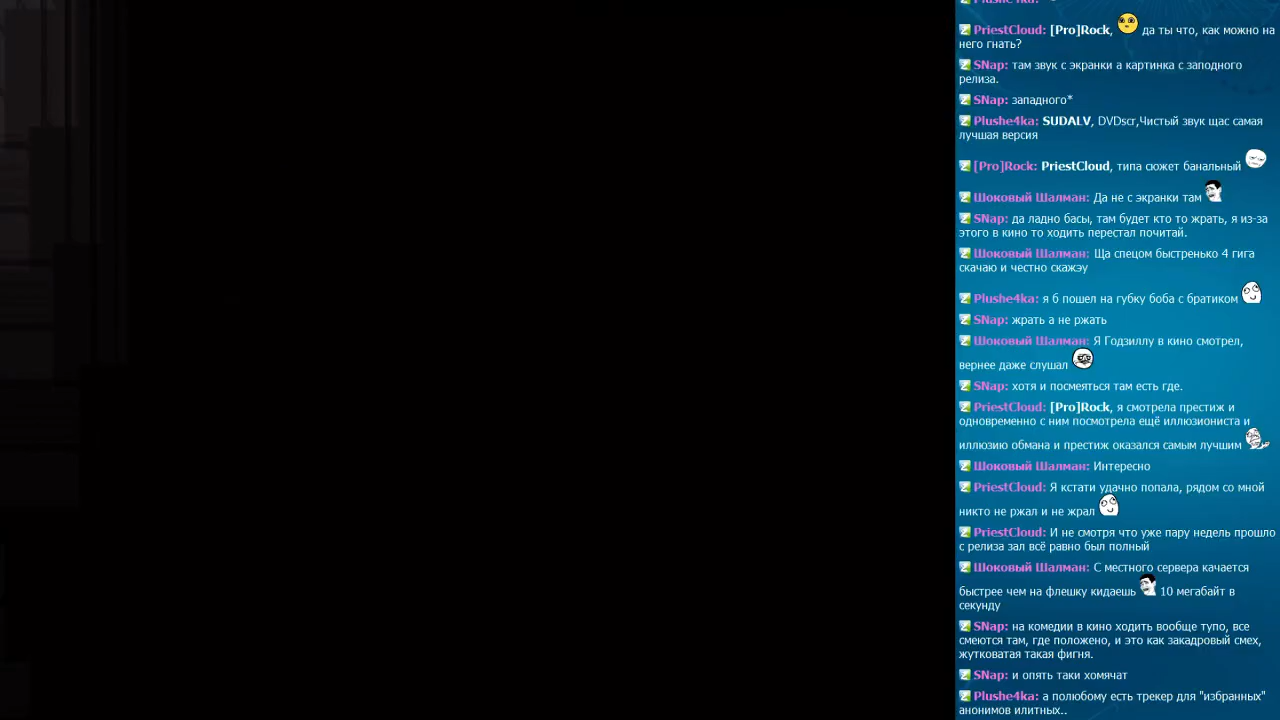 PriestCloud: [Pro]Rock, да ты что, как можно на
него гнать?
SNap: там звук с экранки а картинка с заподного
релиза.
SNap: западного*
Plushe4ka: SUDALV, DVDscr,Чистый звук щас самая
лучшая версия
[Pro]Rock: PriestCloud, типа сюжет банальный
Шоковый Шалман: Да не с экранки там
SNap: да ладно басы, там будет кто то жрать, я из-за
этого в кино то ходить перестал почитай.
Шоковый Шалман: Ща спецом быстренько 4 гига
скачаю и честно скажэу
Plushe4ka: я б пошел на губку боба с братиком
SNap: жрать а не ржать
Шоковый Шалман: Я Годзиллу в кино смотрел,
вернее даже слушал
SNap: хотя и посмеяться там есть где.
PriestCloud: [Pro]Rock, я смотрела престиж и
одновременно с ним посмотрела ещё иллюзиониста и
иллюзию обмана и престиж оказался самым лучшим
Шоковый Шалман: Интересно
PriestCloud: Я кстати удачно попала, рядом со мной
никто не ржал и не жрал
PriestCloud: И не смотря что уже пару недель прошло
с релиза зал всё равно был полный
Шоковый Шалман: С местного сервера качается
быстрее чем на флешку кидаешь 10 мегабайт в
секунду
SNap: на комедии в кино ходить вообще тупо, все
смеются там, где положено, и это как закадровый смех,
жутковатая такая фигня.
SNap: и опять таки хомячат
Plushe4ka: а полюбому есть трекер для "избранных"
анонимов илитных..